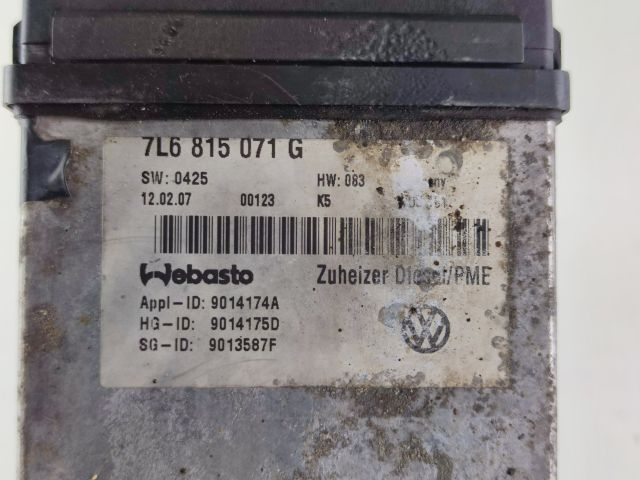 7L6 815 071 G
SW: 0425 HW: 083
12.02.07 00123 K5
Webasto Zuheizer Diesel/PME
Appl-ID: 9014174A
HG-ID: 9014175D
SG-ID: 9013587F